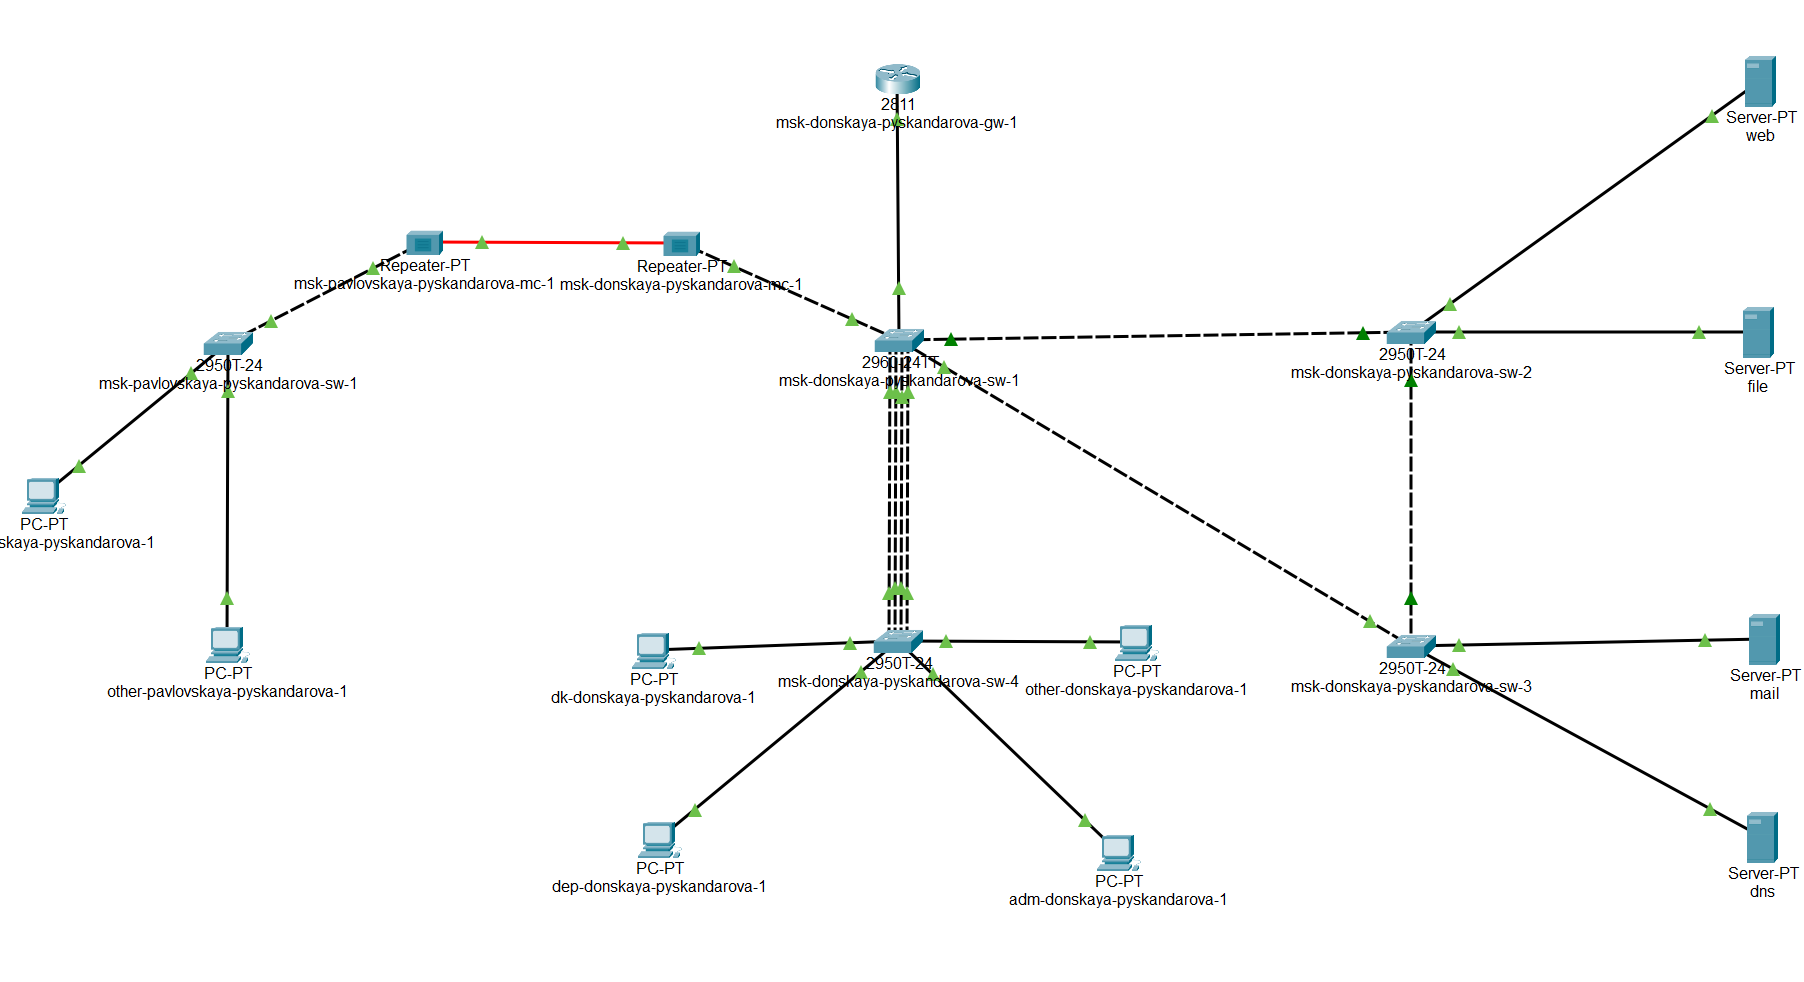 2811
msk-donskaya-pyskandarova-gw-1
Server-PT
web
Repeater-PT
msk-pavlovskaya-pyskandarova-mc-1
Repeater-PT
msk-donskaya-pyskandarova-mc-1
2950T-24
msk-pavlovskaya-pyskandarova-sw-1
2960-24TT
msk-donskaya-pyskandarova-sw-1
2950T-24
msk-donskaya-pyskandarova-sw-2
Server-PT
file
PC-PT
skaya-pyskandarova-1
PC-PT
other-pavlovskaya-pyskandarova-1
PC-PT
dk-donskaya-pyskandarova-1
2950T-24
msk-donskaya-pyskandarova-sw-4
PC-PT
other-donskaya-pyskandarova-1
2950T-24
msk-donskaya-pyskandarova-sw-3
Server-PT
mail
PC-PT
dep-donskaya-pyskandarova-1
PC-PT
adm-donskaya-pyskandarova-1
Server-PT
dns